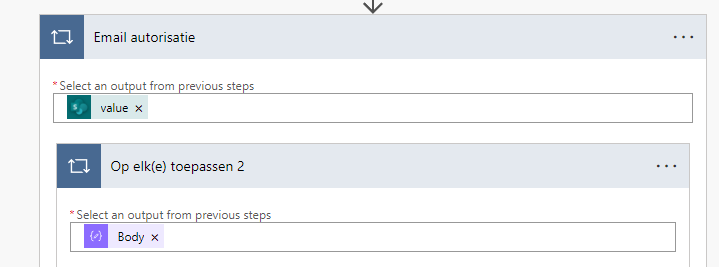 Email autorisatie
* Select an output from previous steps
value ×
Op elk(e) toepassen 2
* Select an output from previous steps
Body ×